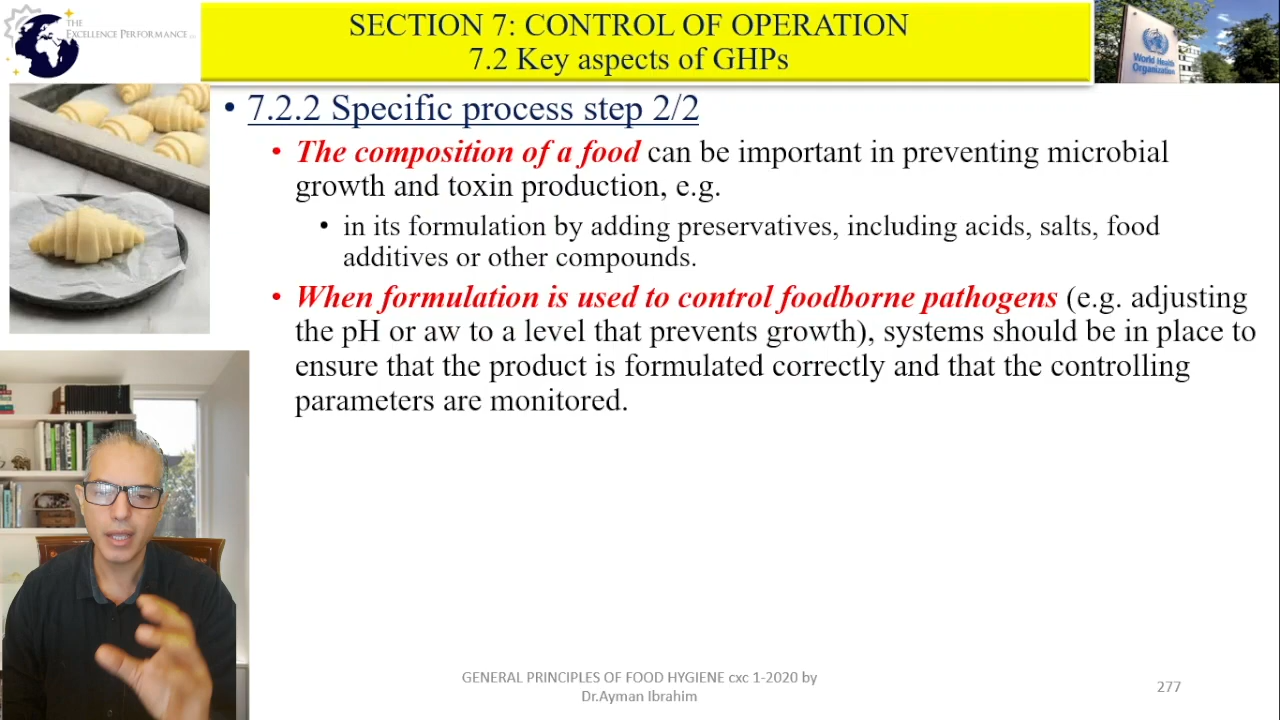 THE
EXCELLENCE PERFORMANCE
SECTION 7: CONTROL OF OPERATION
7.2 Key aspects of GHPs
World Health
Organization
• 7.2.2 Specific process step 2/2
• The composition of a food can be important in preventing microbial
growth and toxin production, e.g.
• in its formulation by adding preservatives, including acids, salts, food
additives or other compounds.
• When formulation is used to control foodborne pathogens (e.g. adjusting
the pH or aw to a level that prevents growth), systems should be in place to
ensure that the product is formulated correctly and that the controlling
parameters are monitored.
GENERAL PRINCIPLES OF FOOD HYGIENE cxc 1-2020 by
Dr.Ayman Ibrahim
277